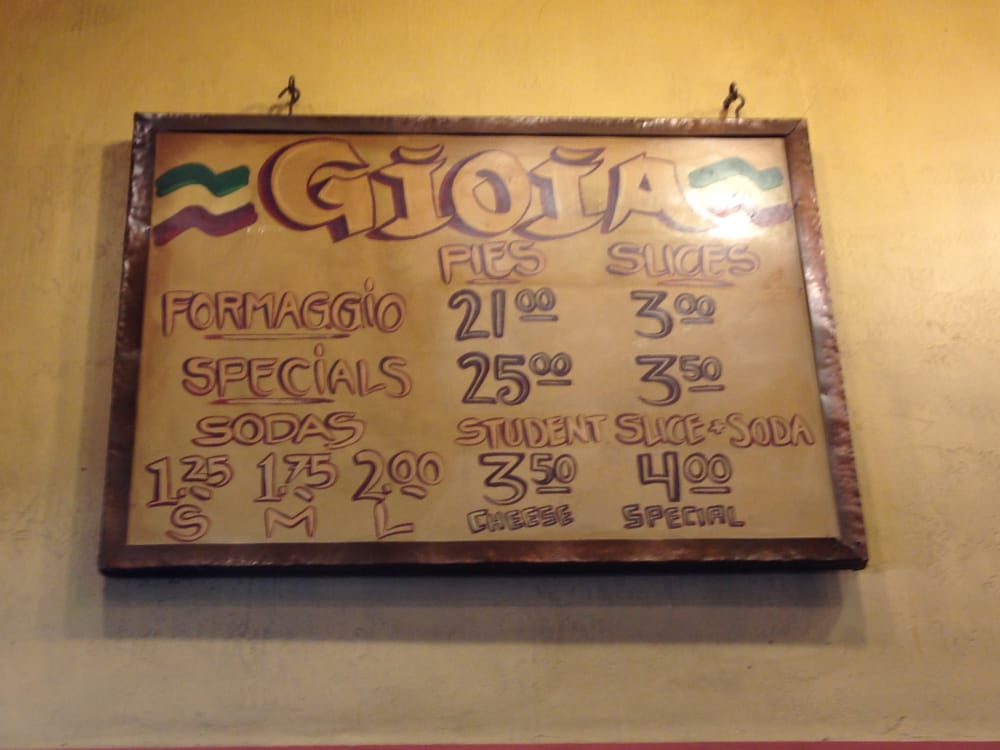 GiOiA
PIES SLICES
FORMAGGiO 21.00 3.00
SPECiALS 25.00 3.50
SODAS STUDENT SLICE + SODA
1.25 1.75 2.00 3.50 4.00
S M L CHEESE SPECIAL